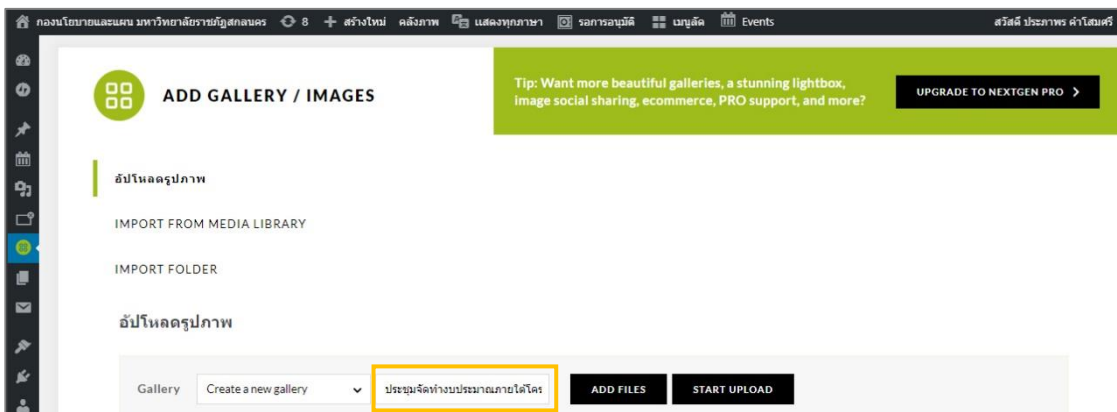 กองนโยบายและแผน มหาวิทยาลัยราชภัฏสกลนคร 8 + สร้างใหม่ คลังภาพ แสดงทุกภาษา รอการอนุมัติ เมนูลัด Events สวัสดี ประภาพร คำโสมศรี
ADD GALLERY / IMAGES
Tip: Want more beautiful galleries, a stunning lightbox,
image social sharing, ecommerce, PRO support, and more?
UPGRADE TO NEXTGEN PRO >
อัปโหลดรูปภาพ
IMPORT FROM MEDIA LIBRARY
IMPORT FOLDER
อัปโหลดรูปภาพ
Gallery Create a new gallery ประชุมจัดทำงบประมาณภายใต้โคร ADD FILES START UPLOAD